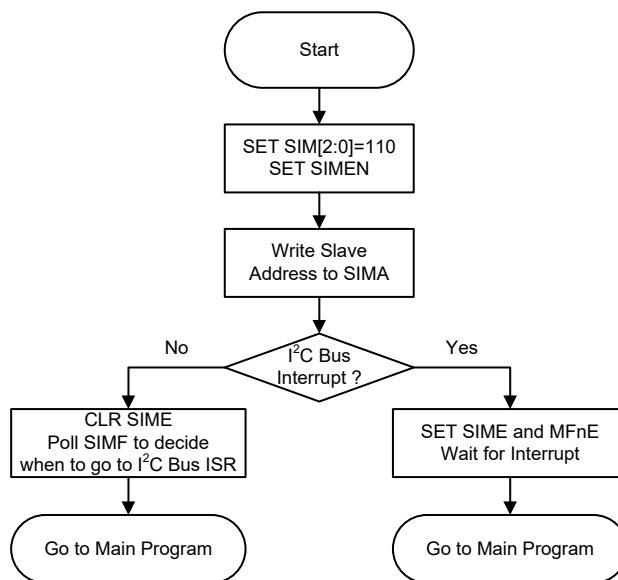 Start
SET SIM[2:0]=110
SET SIMEN
Write Slave
Address to SIMA
No
I²C Bus
Interrupt ?
Yes
CLR SIME
Poll SIMF to decide
when to go to I²C Bus ISR
SET SIME and MFnE
Wait for Interrupt
Go to Main Program
Go to Main Program